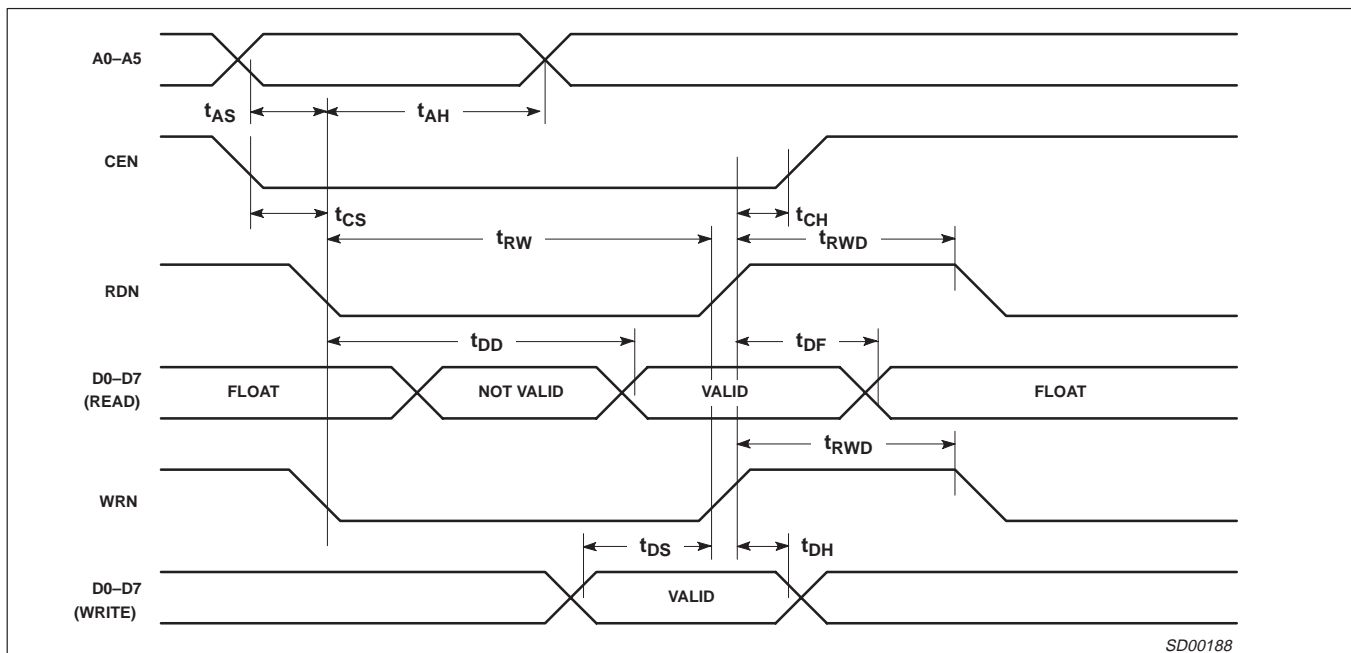 A0–A5
tAS
tAH
CEN
tCS
tCH
tRW
tRWD
RDN
tDD
tDF
D0–D7
(READ)
FLOAT
NOT VALID
VALID
FLOAT
tRWD
WRN
tDS
tDH
D0–D7
(WRITE)
VALID
SD00188